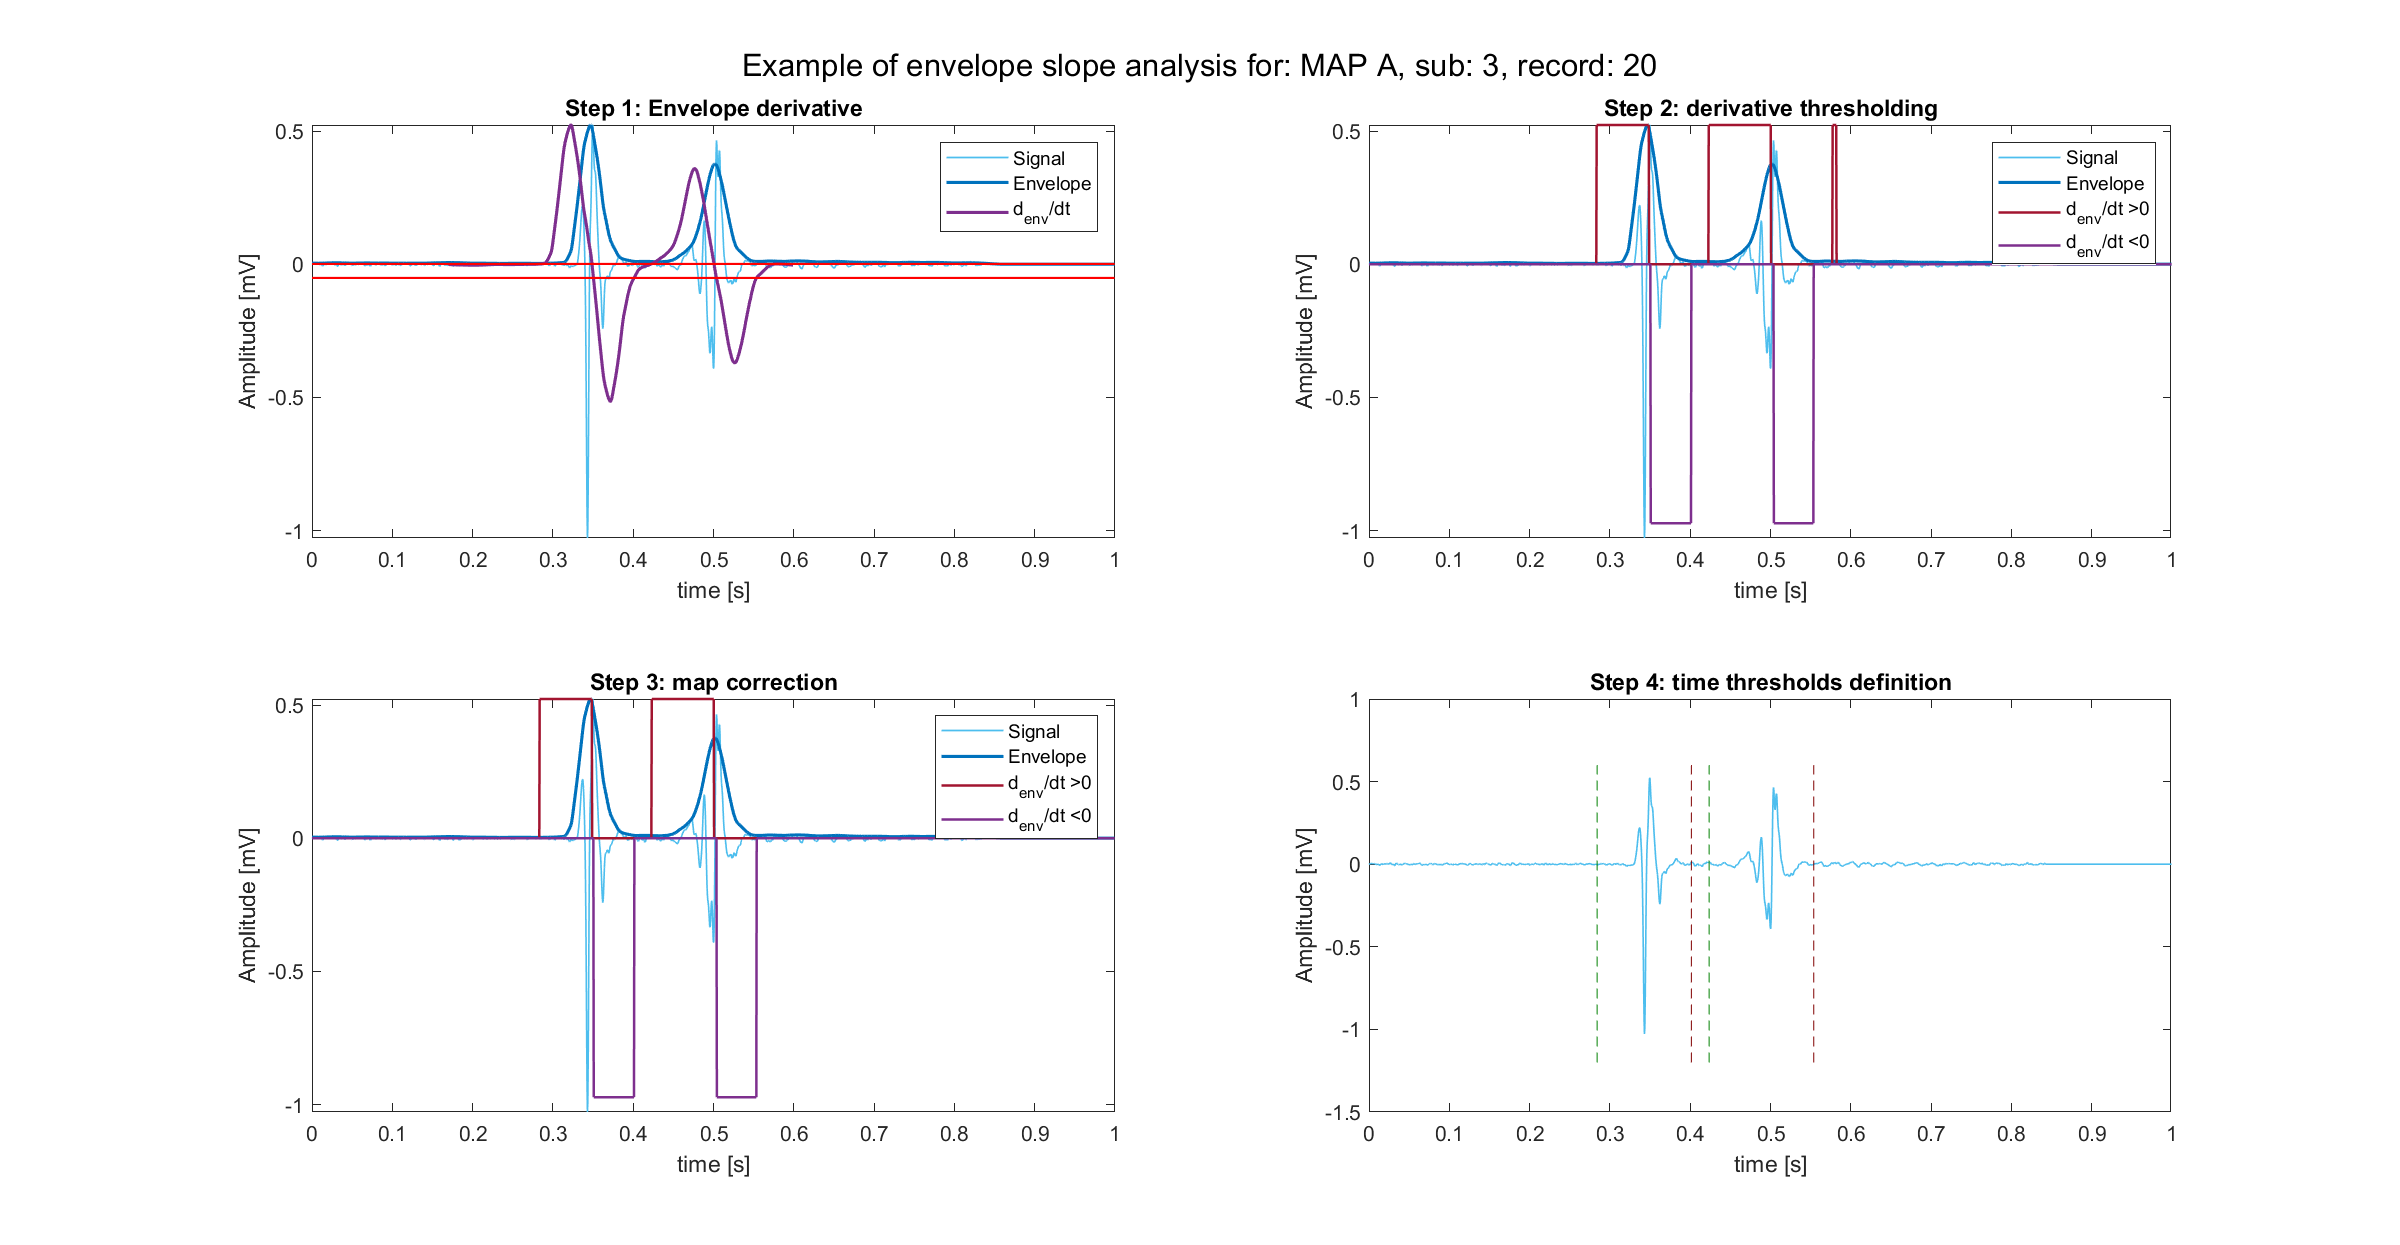 Example of envelope slope analysis for: MAP A, sub: 3, record: 20
Step 1: Envelope derivative
0.5
0
-0.5
-1
Amplitude [mV]
0 0.1 0.2 0.3 0.4 0.5 0.6 0.7 0.8 0.9 1
time [s]
Signal
Envelope
d_env/dt
Step 2: derivative thresholding
0.5
0
-0.5
-1
Amplitude [mV]
0 0.1 0.2 0.3 0.4 0.5 0.6 0.7 0.8 0.9 1
time [s]
Signal
Envelope
d_env/dt >0
d_env/dt <0
Step 3: map correction
0.5
0
-0.5
-1
Amplitude [mV]
0 0.1 0.2 0.3 0.4 0.5 0.6 0.7 0.8 0.9 1
time [s]
Signal
Envelope
d_env/dt >0
d_env/dt <0
Step 4: time thresholds definition
1
0.5
0
-0.5
-1
-1.5
Amplitude [mV]
0 0.1 0.2 0.3 0.4 0.5 0.6 0.7 0.8 0.9 1
time [s]